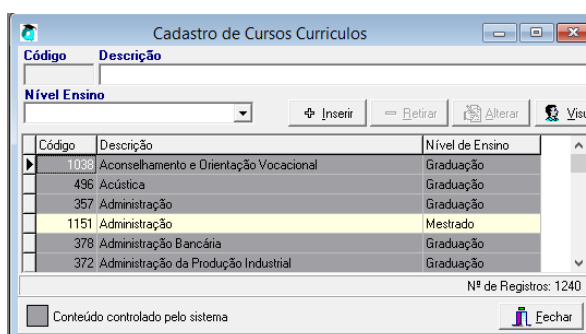 Cadastro de Cursos Curriculos
Código Descrição
Nível Ensino
Inserir Retirar Alterar
Código Descrição Nível de Ensino
1038 Aconselhamento e Orientação Vocacional Graduação
496 Acústica Graduação
357 Administração Graduação
1151 Administração Mestrado
378 Administração Bancária Graduação
372 Administração da Produção Industrial Graduação
Nº de Registros: 1240
Conteúdo controlado pelo sistema Fechar